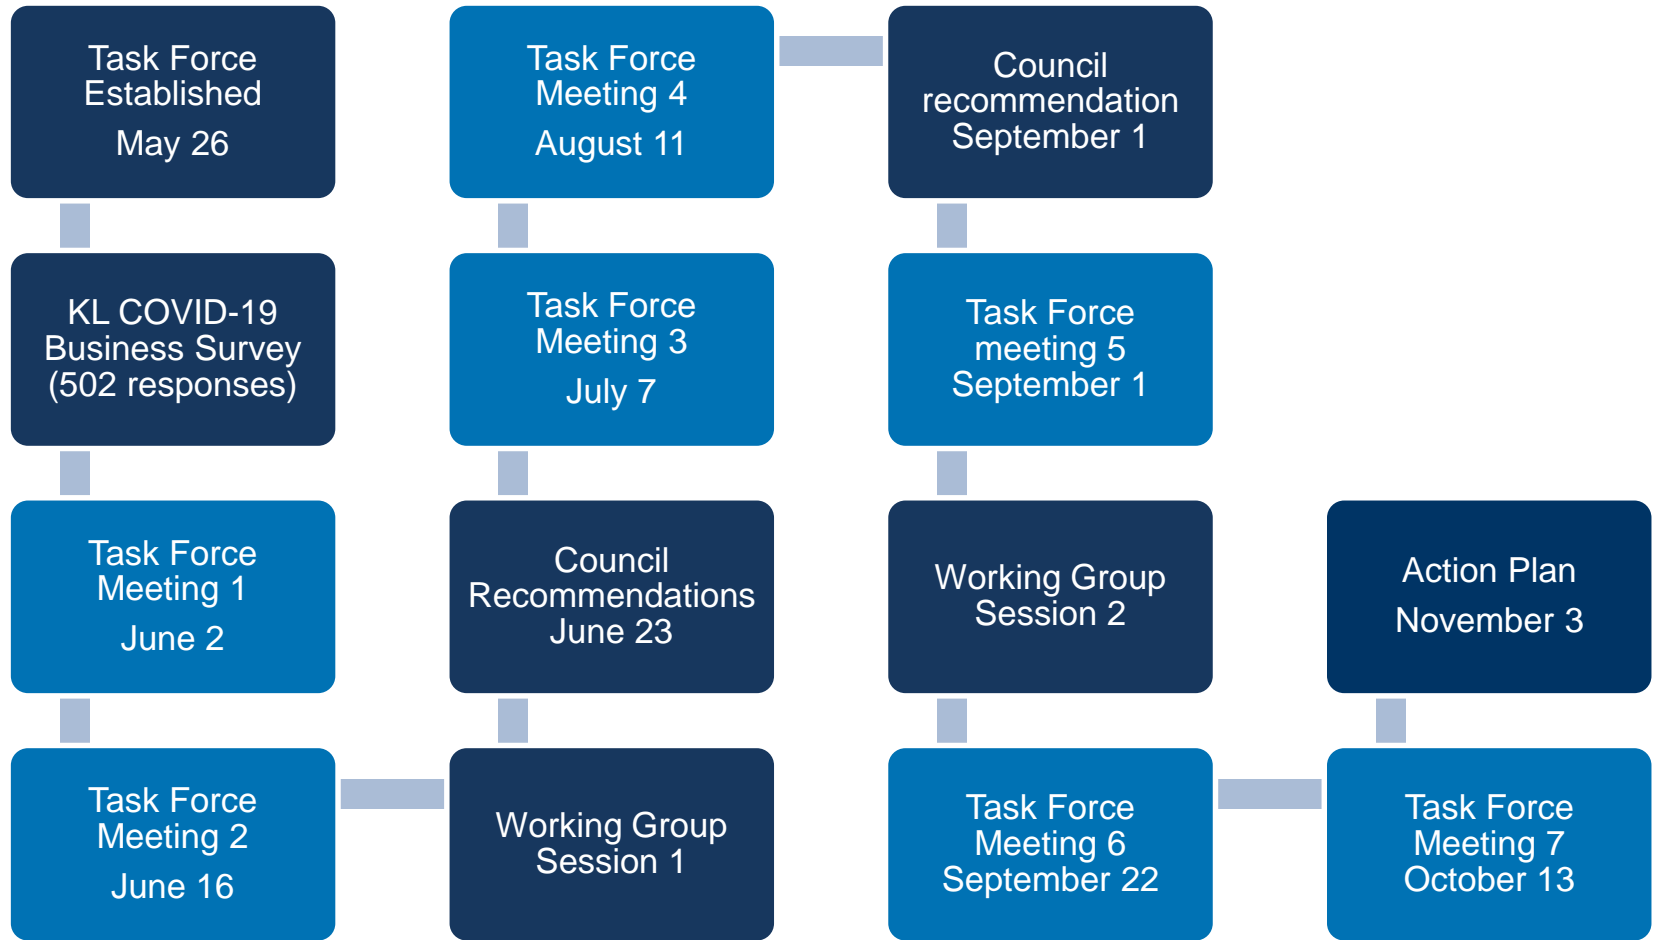 Task Force
Established
May 26
KL COVID-19
Business Survey
(502 responses)
Task Force
Meeting 1
June 2
Task Force
Meeting 2
June 16
Working Group
Session 1
Council
Recommendations
June 23
Task Force
Meeting 3
July 7
Task Force
Meeting 4
August 11
Council
recommendation
September 1
Task Force
meeting 5
September 1
Working Group
Session 2
Task Force
Meeting 6
September 22
Task Force
Meeting 7
October 13
Action Plan
November 3